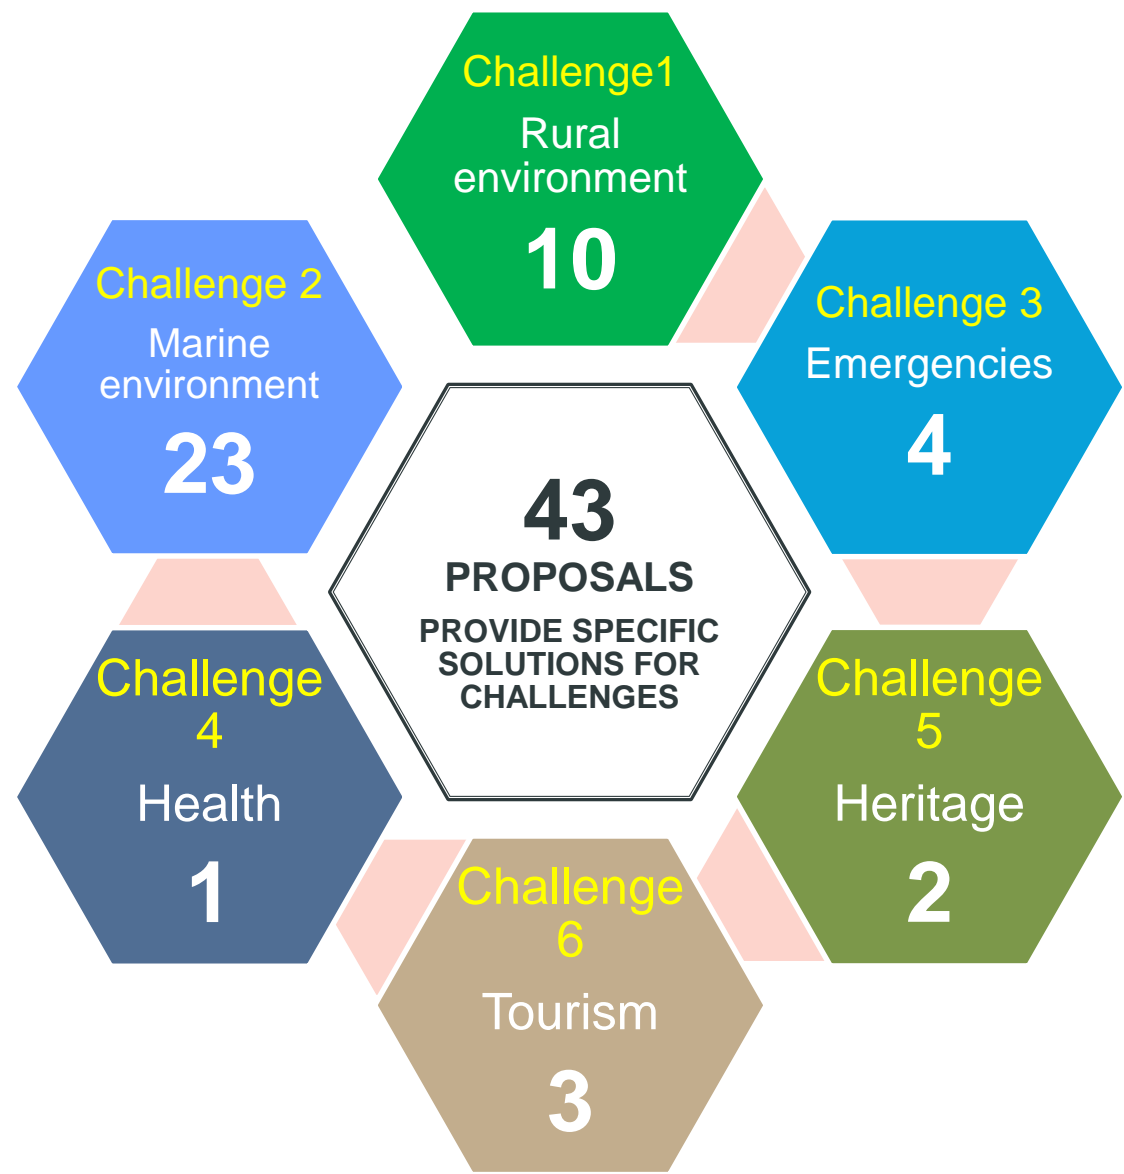 Challenge1
Rural
environment
10
Challenge 2
Marine
environment
23
Challenge 3
Emergencies
4
43
PROPOSALS
PROVIDE SPECIFIC
SOLUTIONS FOR
CHALLENGES
Challenge
4
Health
1
Challenge
5
Heritage
2
Challenge
6
Tourism
3